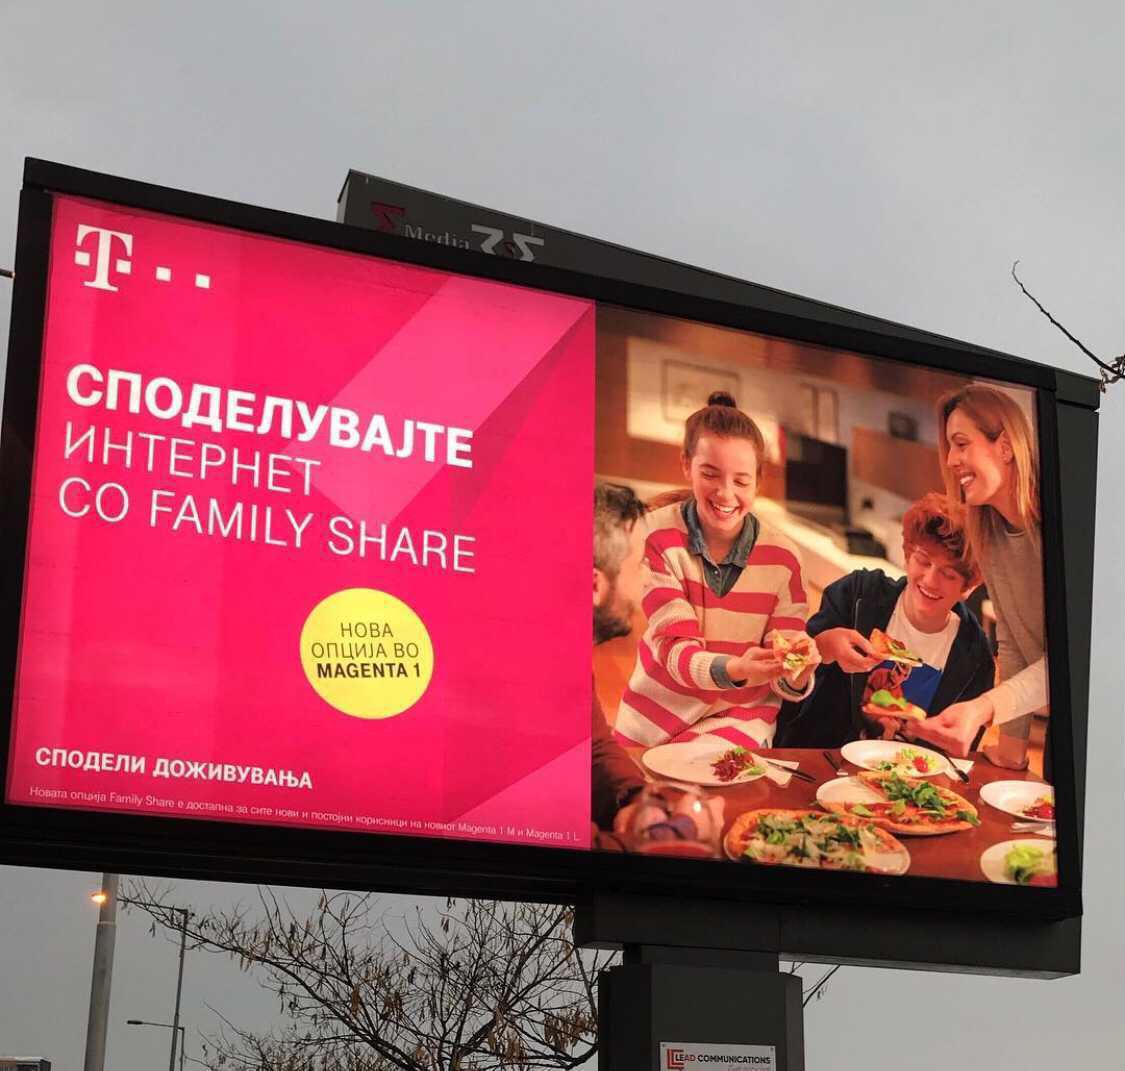 Media
T
СПОДЕЛУВАЈТЕ
ИНТЕРНЕТ
СО FAMILY SHARE
НОВА
ОПЦИЈА ВО
MAGENTA 1
СПОДЕЛИ ДОЖИВУВАЊА
Новата опција Family Share е достапна за сите нови и постојни корисници на новиот Magenta 1 M и Magenta 1 L
LEAD COMMUNICATIONS